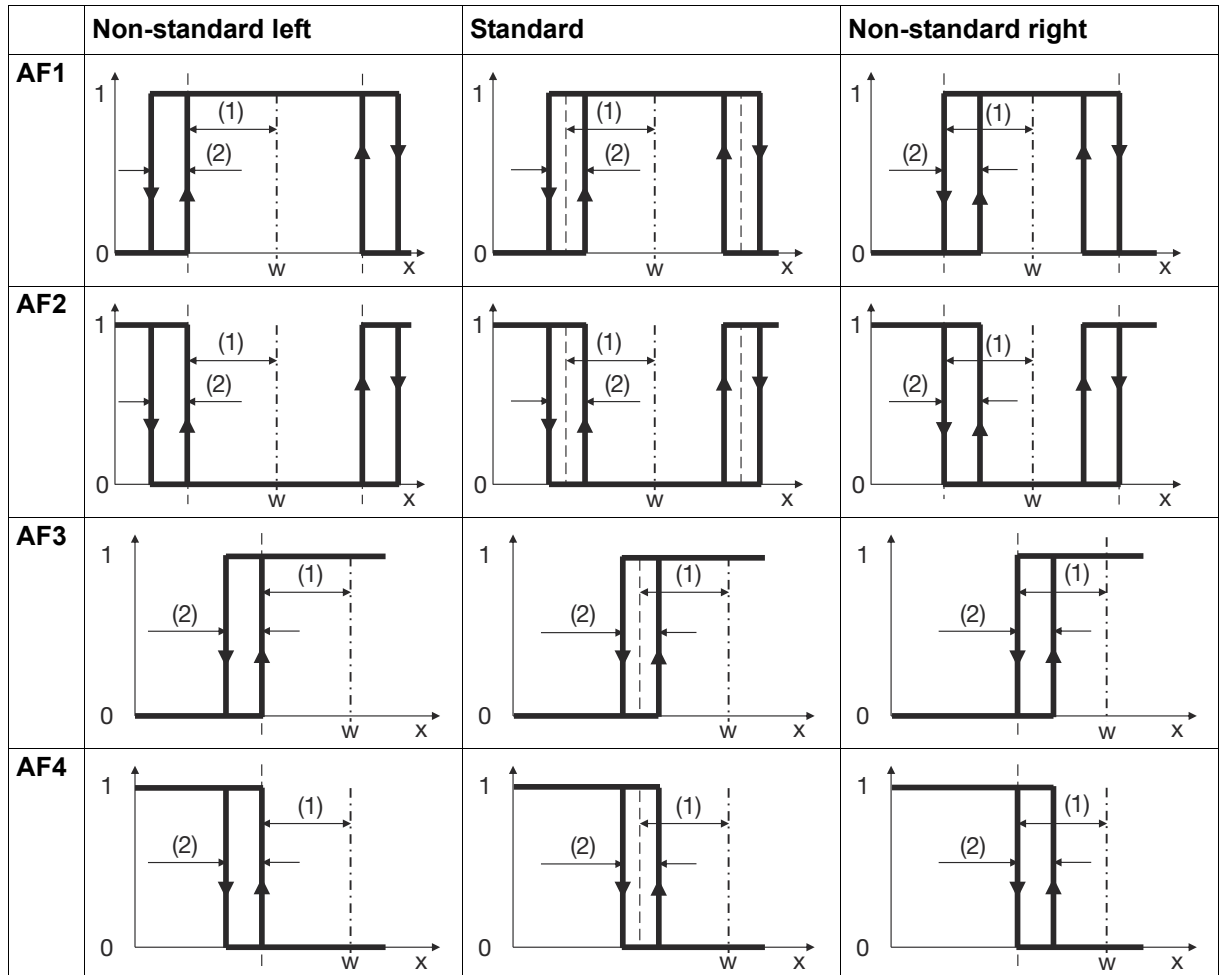 Non-standard left Standard Non-standard right
AF1
1 (1) (2) 0 w x
1 (1) (2) 0 w x
1 (1) (2) 0 w x
AF2
1 (1) (2) 0 w x
1 (1) (2) 0 w x
1 (1) (2) 0 w x
AF3
1 (1) (2) 0 w x
1 (1) (2) 0 w x
1 (1) (2) 0 w x
AF4
1 (1) (2) 0 w x
1 (1) (2) 0 w x
1 (1) (2) 0 w x